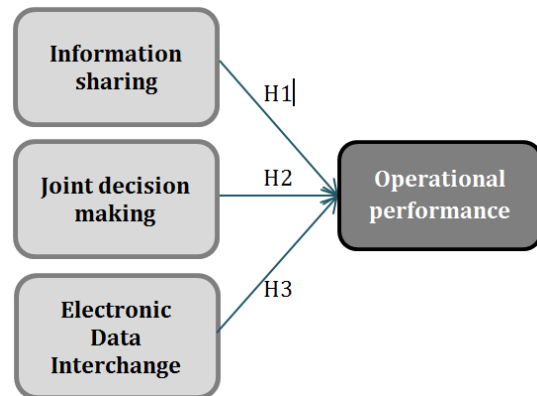 Information
sharing
H1
Joint decision
making
H2
Operational
performance
H3
Electronic
Data
Interchange